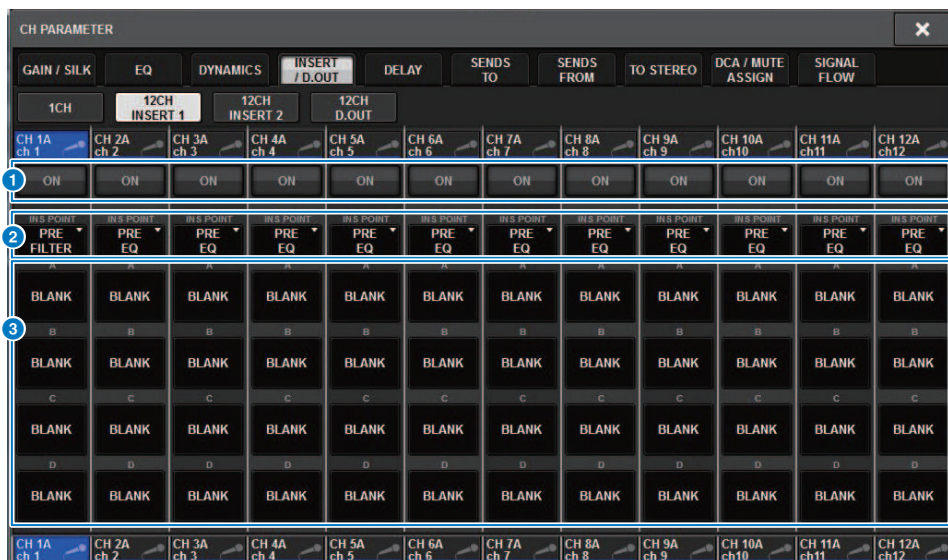 CH PARAMETER
GAIN / SILK EQ DYNAMICS INSERT / D.OUT DELAY SENDS TO SENDS FROM TO STEREO DCA / MUTE ASSIGN SIGNAL FLOW
1CH 12CH INSERT 1 12CH INSERT 2 12CH D.OUT
CH 1A CH 2A CH 3A CH 4A CH 5A CH 6A CH 7A CH 8A CH 9A CH 10A CH 11A CH 12A
ch 1 ch 2 ch 3 ch 4 ch 5 ch 6 ch 7 ch 8 ch 9 ch10 ch11 ch12
1 ON ON ON ON ON ON ON ON ON ON ON ON
INS POINT INS POINT INS POINT INS POINT INS POINT INS POINT INS POINT INS POINT INS POINT INS POINT INS POINT INS POINT
2 PRE PRE PRE PRE PRE PRE PRE PRE PRE PRE PRE PRE
FILTER EQ EQ EQ EQ EQ EQ EQ EQ EQ EQ EQ
A A A A A A A A A A A A
BLANK BLANK BLANK BLANK BLANK BLANK BLANK BLANK BLANK BLANK BLANK BLANK
3 B B B B B B B B B B B B
BLANK BLANK BLANK BLANK BLANK BLANK BLANK BLANK BLANK BLANK BLANK BLANK
C C C C C C C C C C C C
BLANK BLANK BLANK BLANK BLANK BLANK BLANK BLANK BLANK BLANK BLANK BLANK
D D D D D D D D D D D D
BLANK BLANK BLANK BLANK BLANK BLANK BLANK BLANK BLANK BLANK BLANK BLANK
CH 1A CH 2A CH 3A CH 4A CH 5A CH 6A CH 7A CH 8A CH 9A CH 10A CH 11A CH 12A
ch 1 ch 2 ch 3 ch 4 ch 5 ch 6 ch 7 ch 8 ch 9 ch10 ch11 ch12